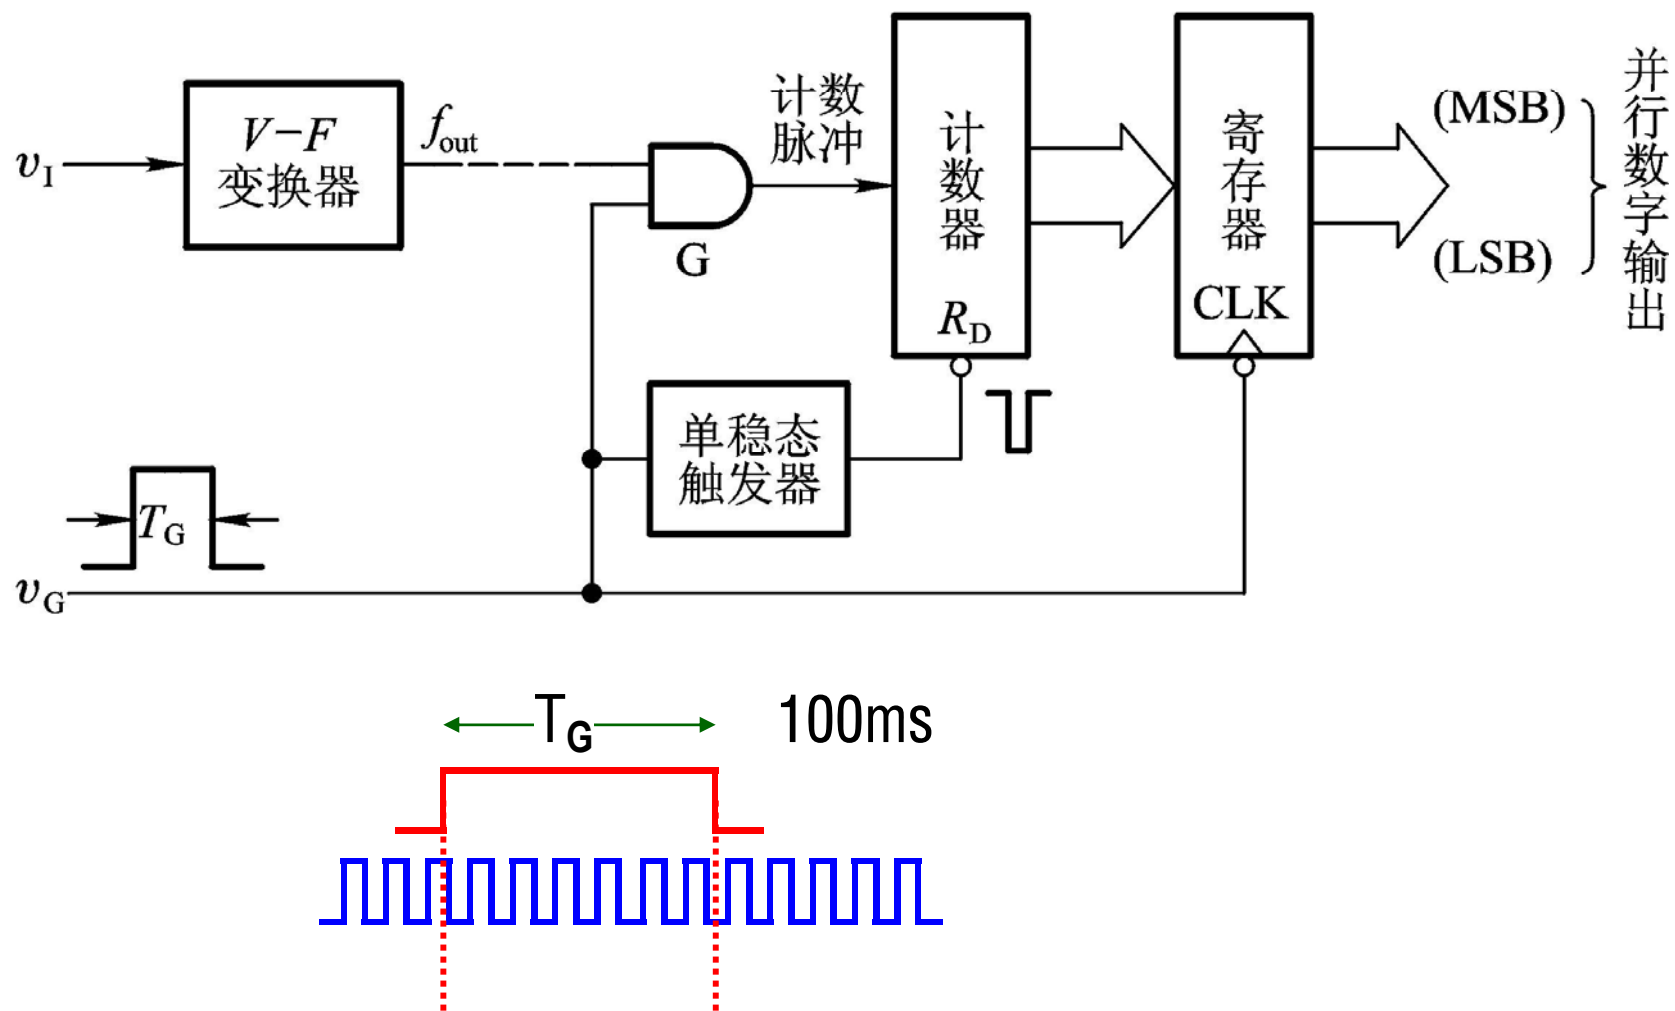 v_I
V-F
变换器
f_out
G
计数
脉冲
计数器
R_D
寄存器
CLK
(MSB)
(LSB)
并行数字输出
单稳态
触发器
T_G
v_G
T_G
100ms